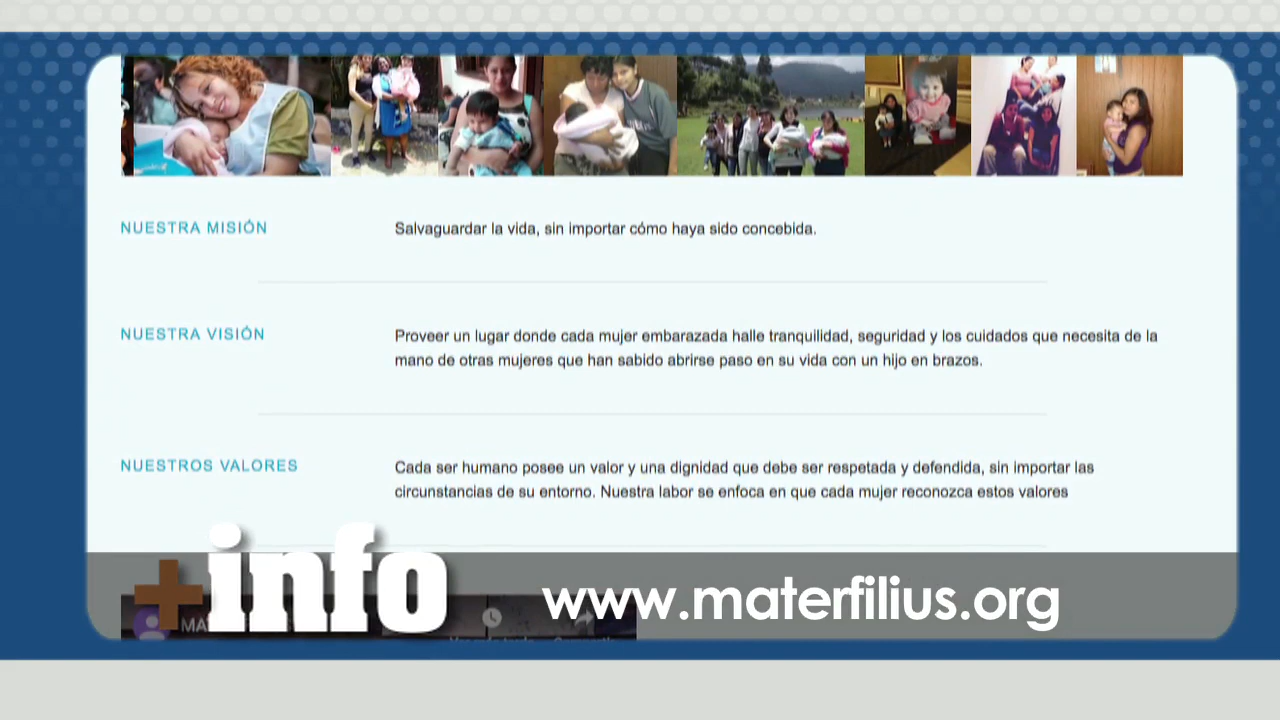 NUESTRA MISIÓN
Salvaguardar la vida, sin importar cómo haya sido concebida.
NUESTRA VISIÓN
Proveer un lugar donde cada mujer embarazada halle tranquilidad, seguridad y los cuidados que necesita de la
mano de otras mujeres que han sabido abrirse paso en su vida con un hijo en brazos.
NUESTROS VALORES
Cada ser humano posee un valor y una dignidad que debe ser respetada y defendida, sin importar las
circunstancias de su entorno. Nuestra labor se enfoca en que cada mujer reconozca estos valores
+info
www.materfilius.org